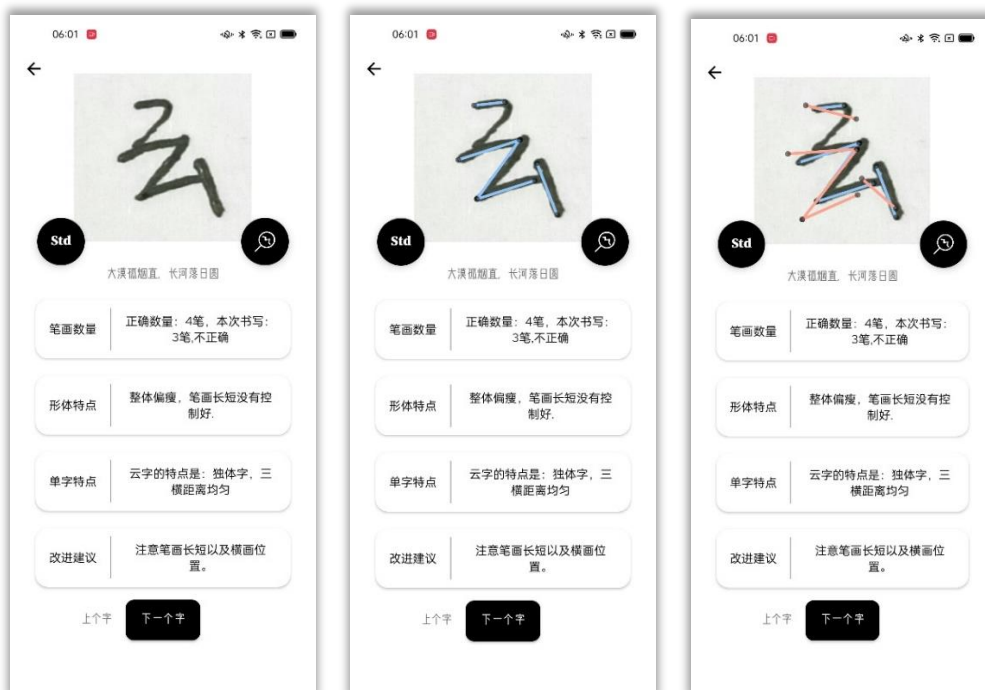 06:01
云
Std
大漠孤烟直，长河落日圆
笔画数量
正确数量：4笔，本次书写：
3笔,不正确
形体特点
整体偏瘦，笔画长短没有控
制好.
单字特点
云字的特点是：独体字，三
横距离均匀
改进建议
注意笔画长短以及横画位
置。
上个字
下一个字
06:01
云
Std
大漠孤烟直，长河落日圆
笔画数量
正确数量：4笔，本次书写：
3笔,不正确
形体特点
整体偏瘦，笔画长短没有控
制好.
单字特点
云字的特点是：独体字，三
横距离均匀
改进建议
注意笔画长短以及横画位
置。
上个字
下一个字
06:01
云
Std
大漠孤烟直，长河落日圆
笔画数量
正确数量：4笔，本次书写：
3笔,不正确
形体特点
整体偏瘦，笔画长短没有控
制好.
单字特点
云字的特点是：独体字，三
横距离均匀
改进建议
注意笔画长短以及横画位
置。
上个字
下一个字